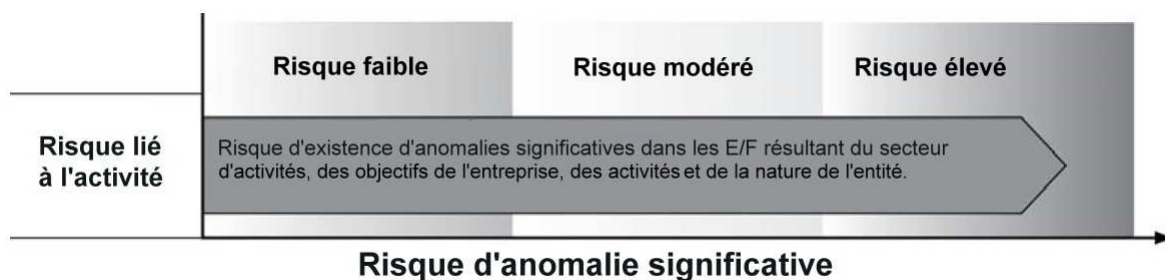 Risque faible
Risque modéré
Risque élevé
Risque lié
à l'activité
Risque d'existence d'anomalies significatives dans les E/F résultant du secteur
d'activités, des objectifs de l'entreprise, des activités et de la nature de l'entité.
Risque d'anomalie significative